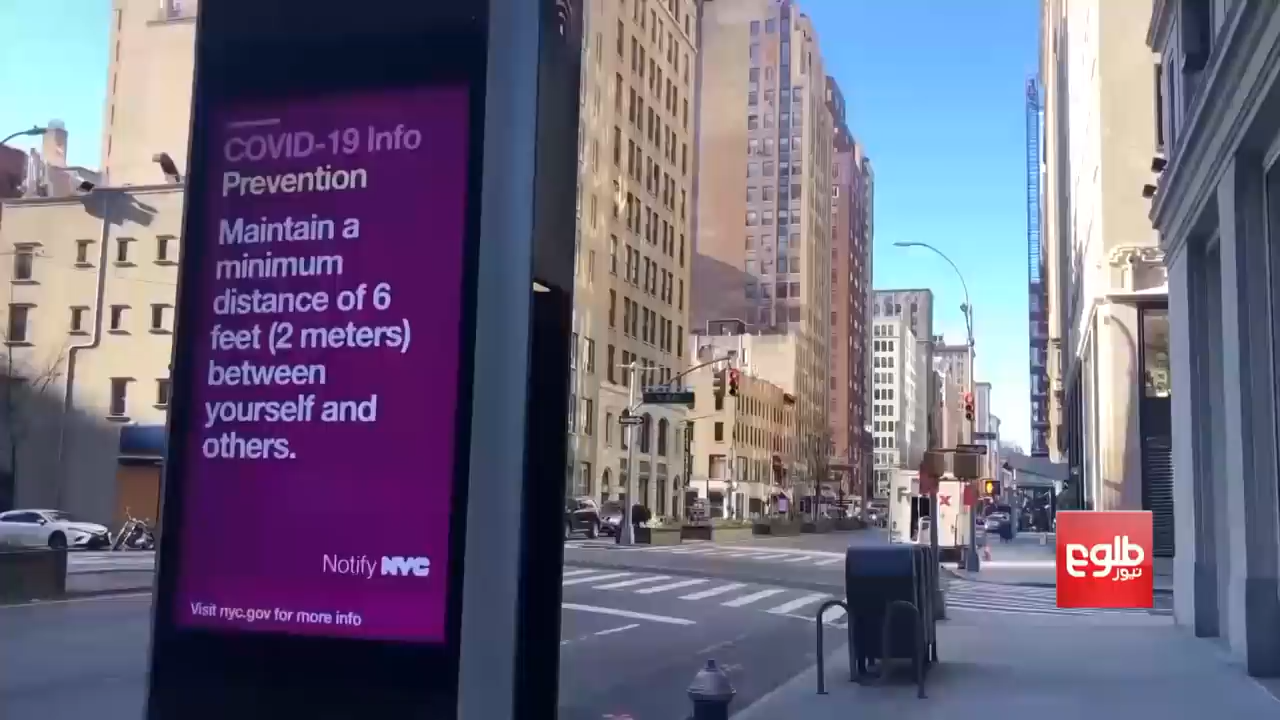 COVID-19 Info
Prevention
Maintain a
minimum
distance of 6
feet (2 meters)
between
yourself and
others.
Notify NYC
Visit nyc.gov for more info
طلوع
نیوز